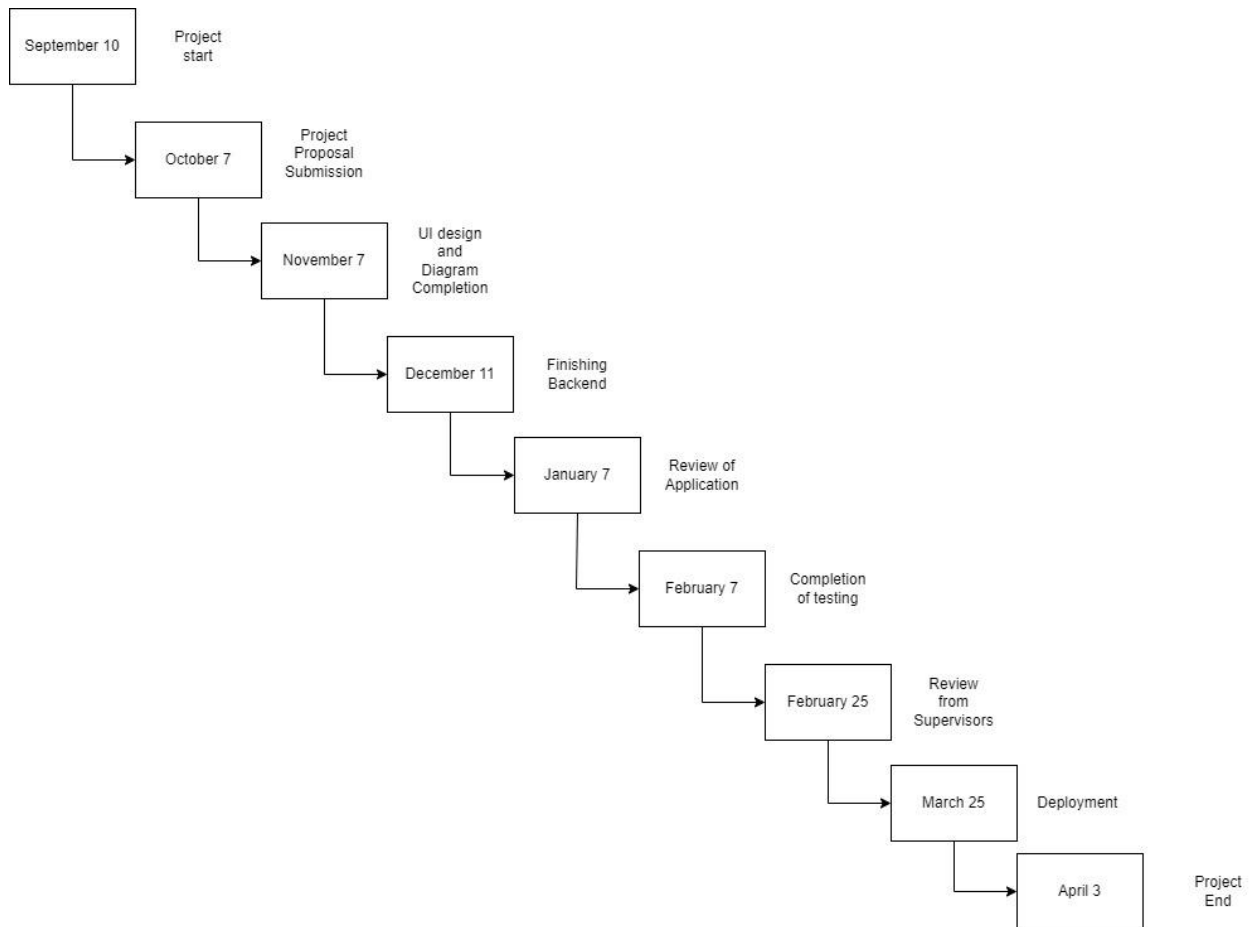 September 10
Project
start
October 7
Project
Proposal
Submission
November 7
UI design
and
Diagram
Completion
December 11
Finishing
Backend
January 7
Review of
Application
February 7
Completion
of testing
February 25
Review
from
Supervisors
March 25
Deployment
April 3
Project
End